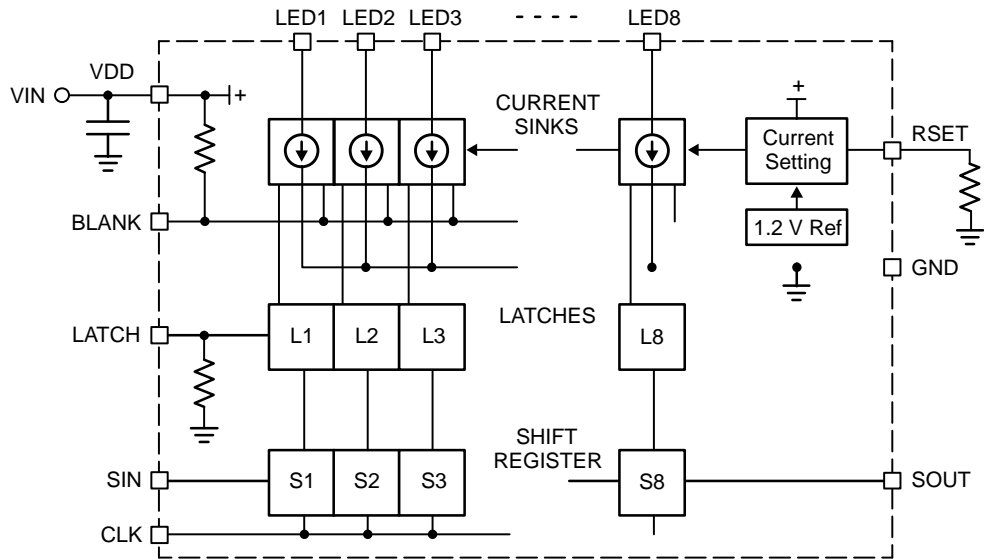 LED1 LED2 LED3 - - - - LED8
VDD
VIN
+
CURRENT
SINKS
+
Current
Setting
RSET
BLANK
1.2 V Ref
GND
LATCH
L1 L2 L3
LATCHES
L8
SIN
S1 S2 S3
SHIFT
REGISTER
S8
SOUT
CLK